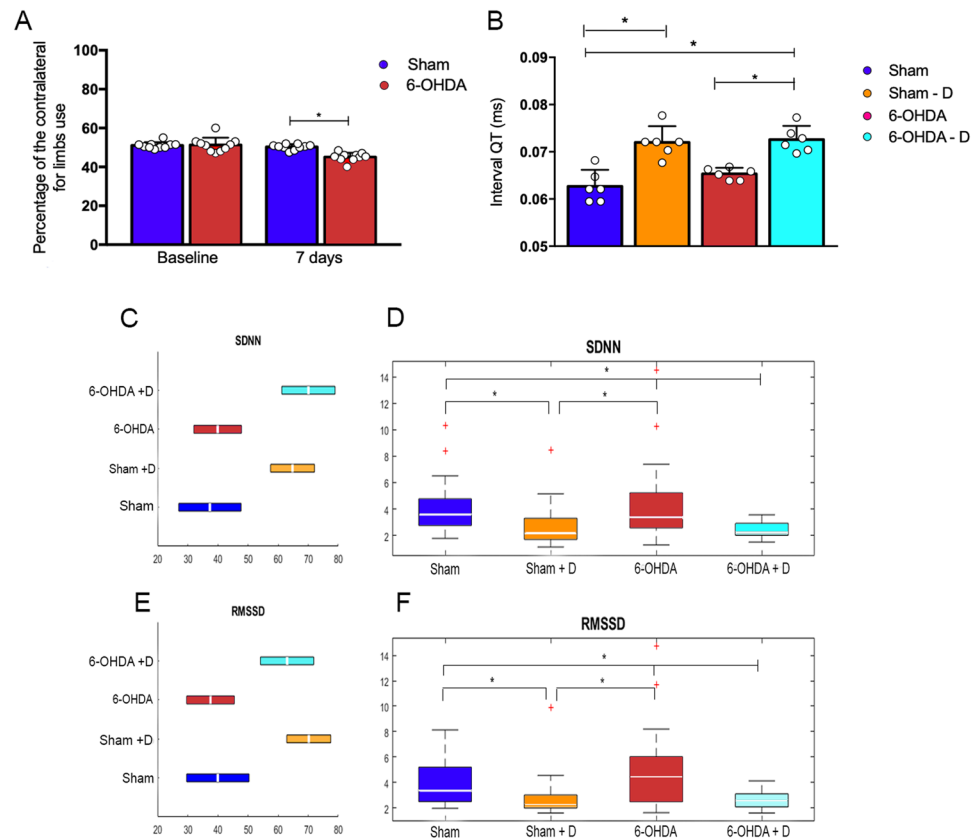 A
Percentage of the contralateral
for limbs use
100
80
60
40
20
0
*
Baseline
7 days
Sham
6-OHDA
B
Interval QT (ms)
0.09
0.08
0.07
0.06
0.05
*
*
*
Sham
Sham - D
6-OHDA
6-OHDA - D
C
SDNN
6-OHDA +D
6-OHDA
Sham +D
Sham
20 30 40 50 60 70 80
D
SDNN
14
12
10
8
6
4
2
*
* *
Sham Sham + D 6-OHDA 6-OHDA + D
E
RMSSD
6-OHDA +D
6-OHDA
Sham +D
Sham
20 30 40 50 60 70 80
F
RMSSD
14
12
10
8
6
4
2
*
* *
Sham Sham + D 6-OHDA 6-OHDA + D